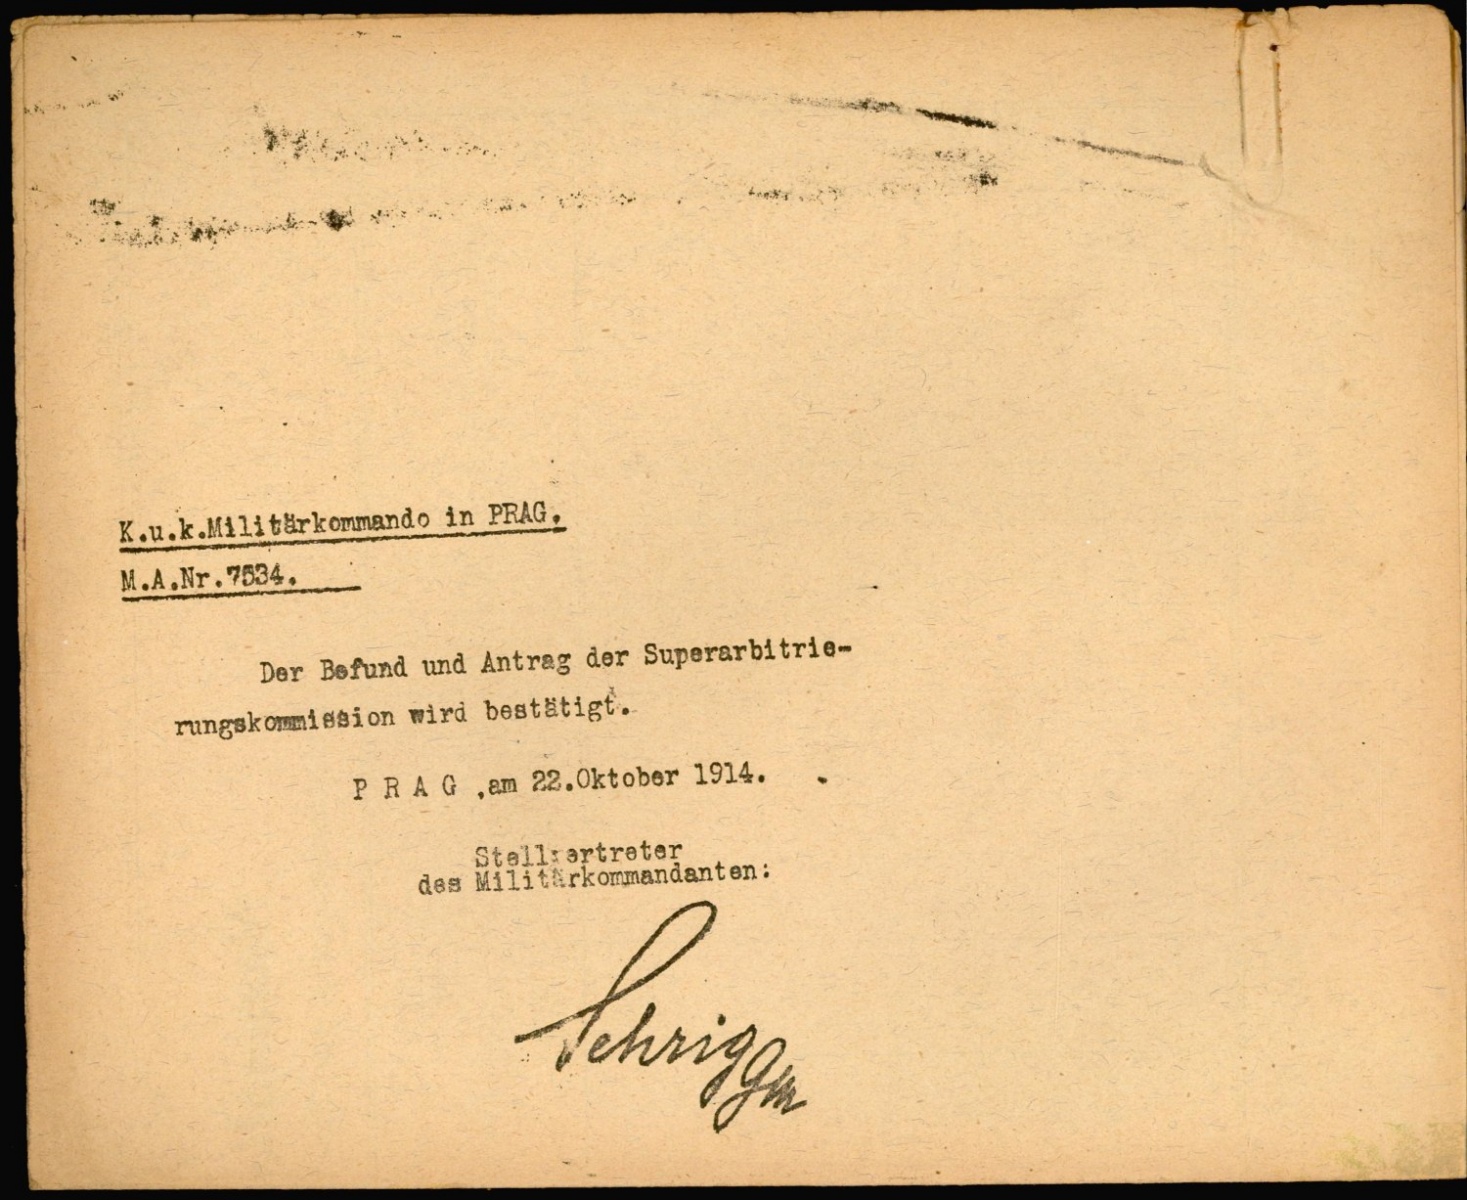 K.u.k.Militärkommando in PRAG.
M.A.Nr.7534.
Der Befund und Antrag der Superarbitrie-
rungskommission wird bestätigt.
P R A G ,am 22.Oktober 1914.
Stellvertreter
des Militärkommandanten: